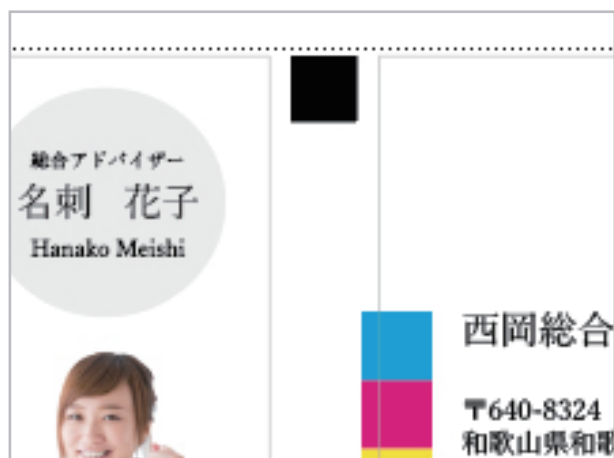 総合アドバイザー
名刺　花子
Hanako Meishi
西岡総合
〒640-8324
和歌山県和歌